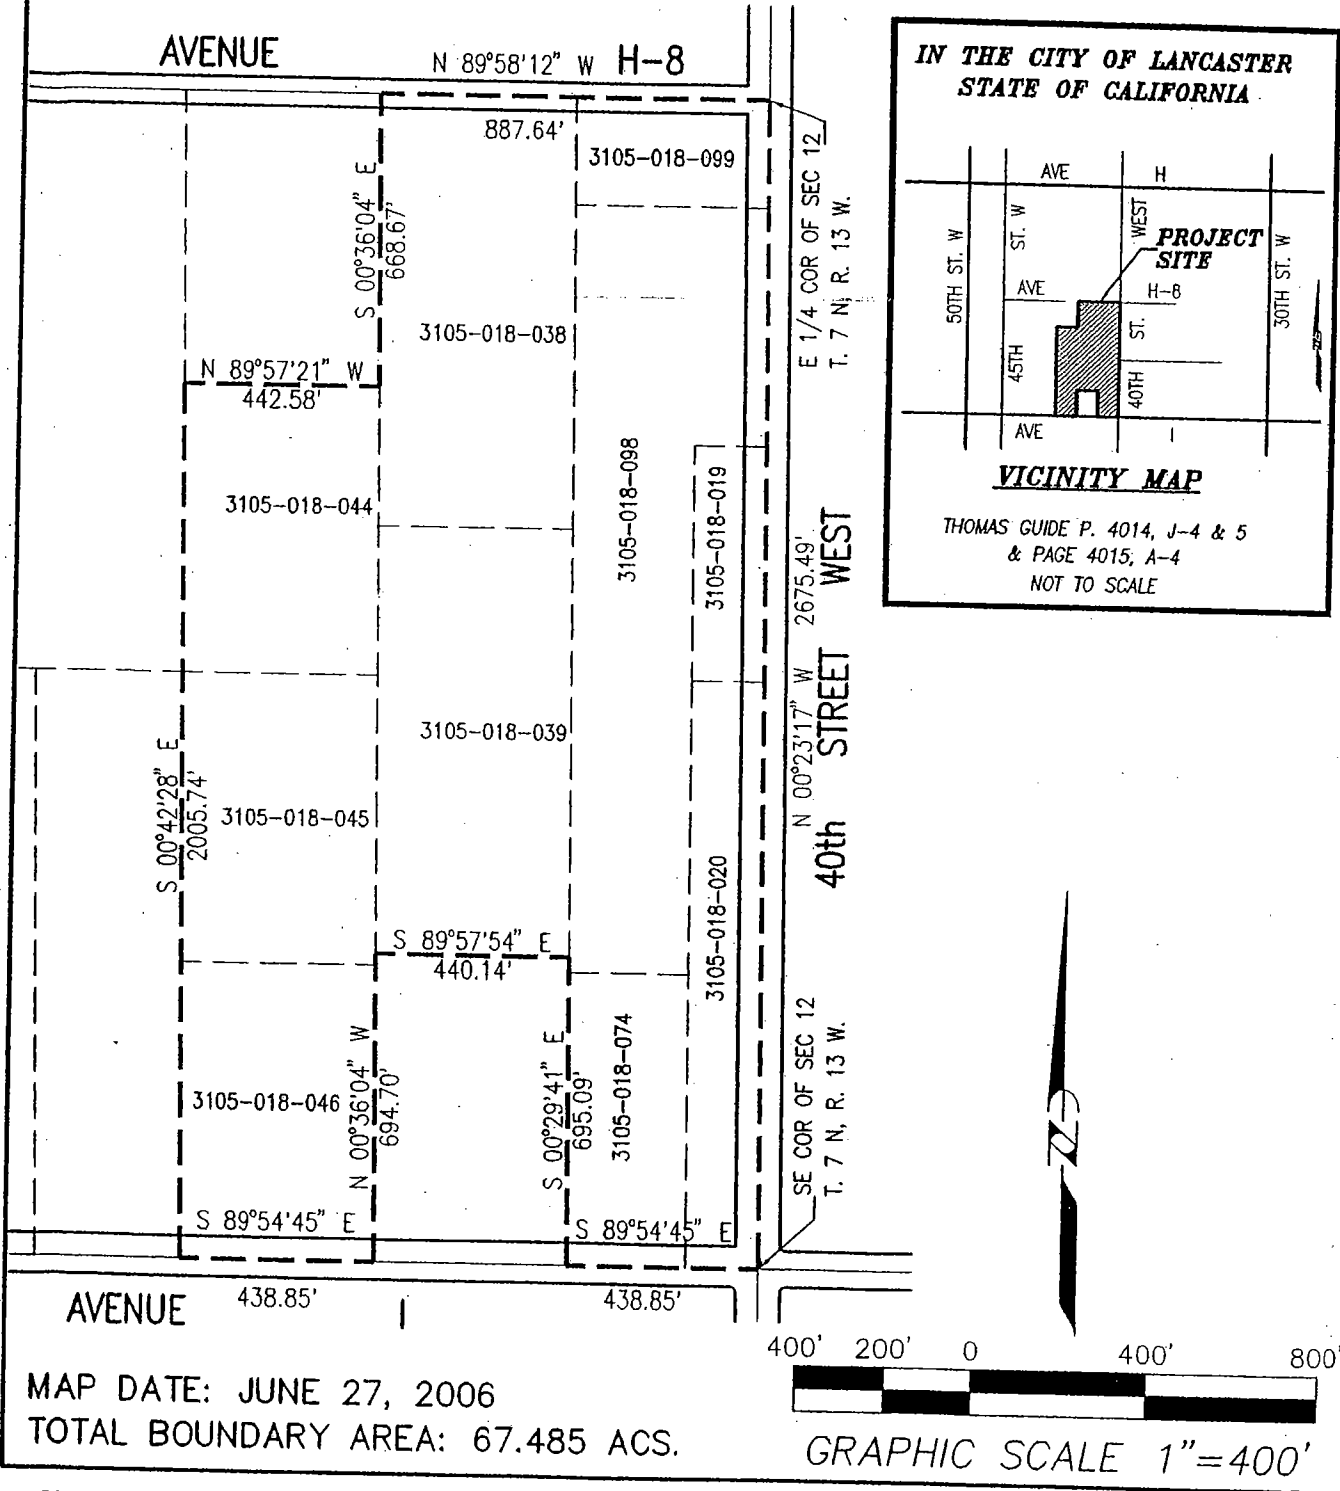 AVENUE
N 89°58'12" W H-8
887.64'
3105-018-099
S 00°36'04" E
668.67'
3105-018-038
N 89°57'21" W
442.58'
3105-018-044
3105-018-098
3105-018-019
E 1/4 COR OF SEC 12
T. 7 N, R. 13 W.
N 00°23'17" W 2675.49'
40th STREET WEST
3105-018-039
S 00°42'28" E
2005.74'
3105-018-045
3105-018-020
S 89°57'54" E
440.14'
3105-018-046
N 00°36'04" W
694.70'
S 00°29'41" E
695.09'
3105-018-074
SE COR OF SEC 12
T. 7 N, R. 13 W.
S 89°54'45" E
S 89°54'45" E
438.85'
438.85'
AVENUE I
MAP DATE: JUNE 27, 2006
TOTAL BOUNDARY AREA: 67.485 ACS.
IN THE CITY OF LANCASTER
STATE OF CALIFORNIA
AVE H
50TH ST. W
45TH ST. W
40TH ST. WEST
30TH ST. W
PROJECT
SITE
AVE H-8
AVE I
VICINITY MAP
THOMAS GUIDE P. 4014, J-4 & 5
& PAGE 4015, A-4
NOT TO SCALE
N
400' 200' 0 400' 800'
GRAPHIC SCALE 1"=400'